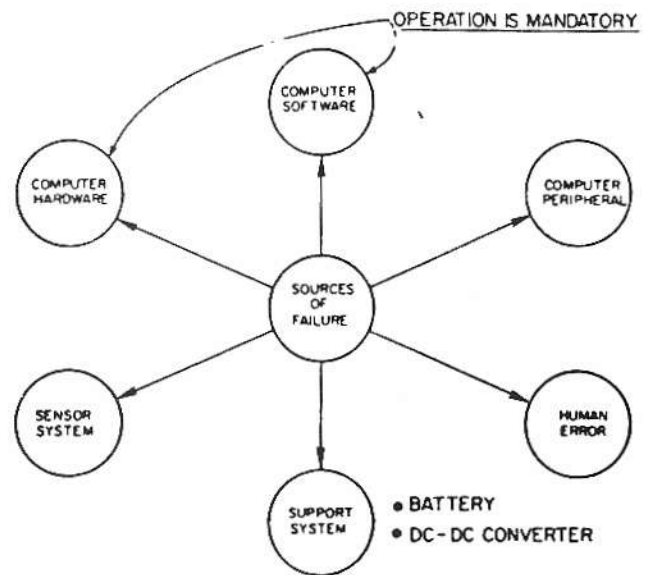 OPERATION IS MANDATORY
COMPUTER
SOFTWARE
COMPUTER
HARDWARE
COMPUTER
PERIPHERAL
SOURCES
OF
FAILURE
SENSOR
SYSTEM
HUMAN
ERROR
SUPPORT
SYSTEM
• BATTERY
• DC-DC CONVERTER